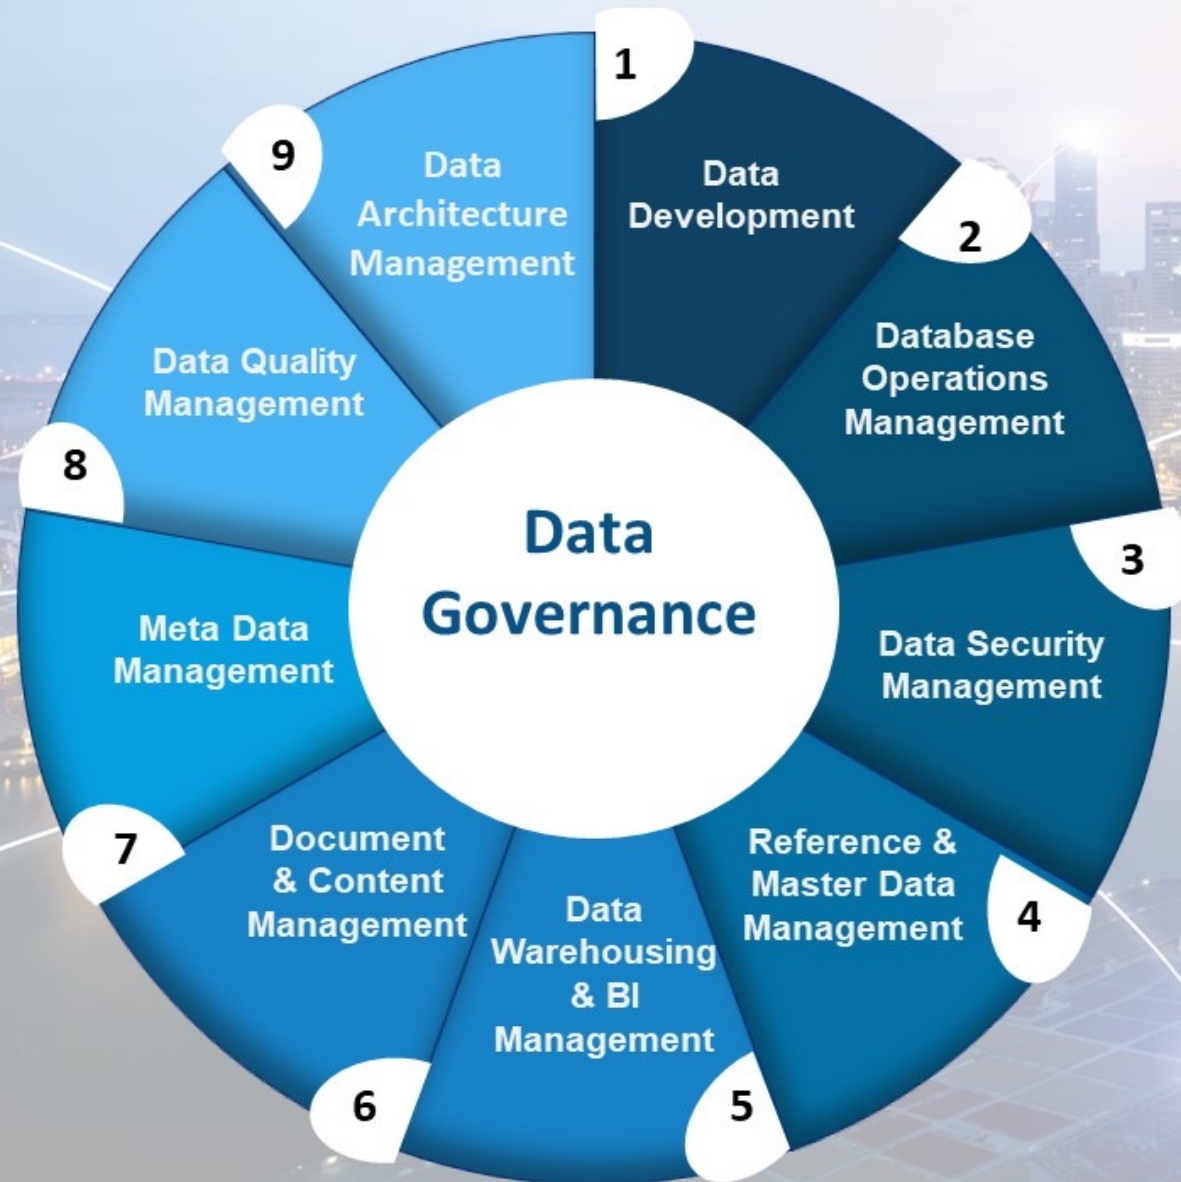 Data
Governance
1
Data
Development
2
Database
Operations
Management
3
Data Security
Management
4
Reference &
Master Data
Management
5
Data
Warehousing
& BI
Management
6
Document
& Content
Management
7
Meta Data
Management
8
Data Quality
Management
9
Data
Architecture
Management